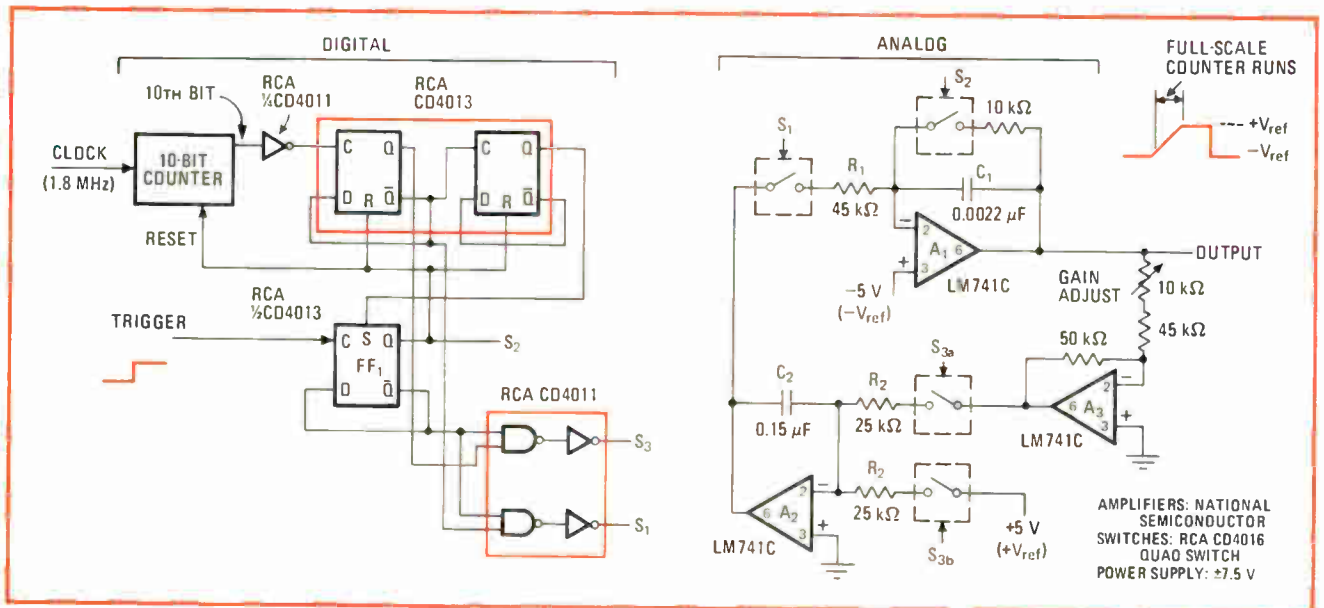 DIGITAL
10TH BIT
RCA
¼CD4011
RCA
CD4013
CLOCK
(1.8 MHz)
10-BIT
COUNTER
C Q
D R Q̅
C Q
D R Q̅
RESET
TRIGGER
RCA
½CD4013
C S Q
FF₁
D Q̅
S₂
RCA CD4011
S₃
S₁
ANALOG
S₁
S₂
10 kΩ
R₁
45 kΩ
C₁
0.0022 µF
−
2
A₁
6
+
3
LM741C
−5 V
(−Vref)
OUTPUT
GAIN
ADJUST
10 kΩ
45 kΩ
50 kΩ
C₂
0.15 µF
R₂
25 kΩ
S₃ₐ
6
A₃
2
−
3
+
LM741C
R₂
25 kΩ
S₃b
+5 V
(+Vref)
6
A₂
2
−
3
+
LM741C
FULL-SCALE
COUNTER RUNS
+Vref
−Vref
AMPLIFIERS: NATIONAL
SEMICONDUCTOR
SWITCHES: RCA CD4016
QUAD SWITCH
POWER SUPPLY: ±7.5 V